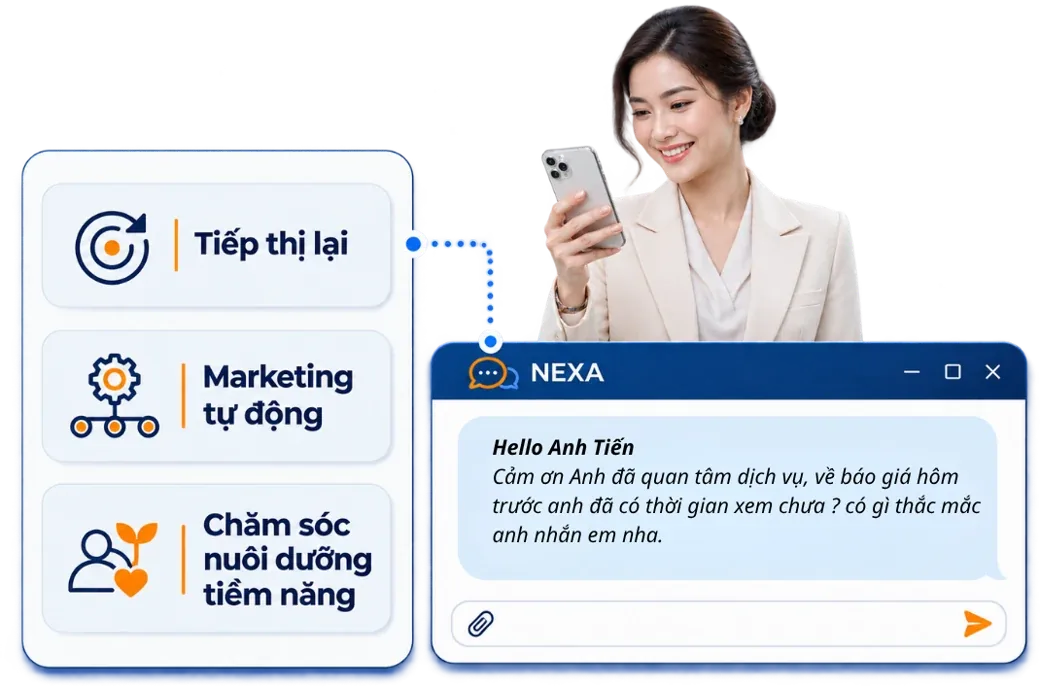 Tiếp thị lại
Marketing
tự động
Chăm sóc
nuôi dưỡng
tiềm năng
NEXA
Hello Anh Tiến
Cảm ơn Anh đã quan tâm dịch vụ, về báo giá hôm
trước anh đã có thời gian xem chưa ? có gì thắc mắc
anh nhắn em nha.